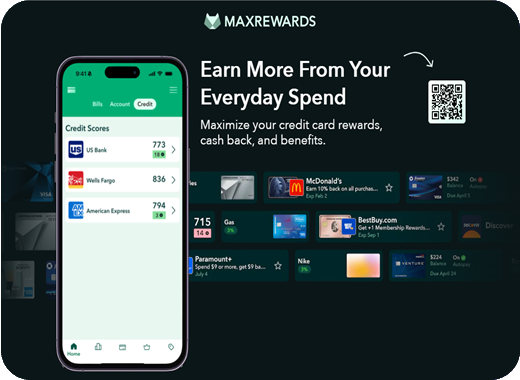 MAXREWARDS
Earn More From Your
Everyday Spend
Maximize your credit card rewards,
cash back, and benefits.
9:41
Bills
Account
Credit
Credit Scores
US Bank
773
18
Wells Fargo
836
American Express
794
3
Home
VISA
McDonald's
Earn 10% back on all purchas...
Exp Feb 2
$342
Balance
On
Autopay
Due April 1
715
14
Gas
3%
BestBuy.com
Get +1 Membership Rewards...
Exp Sep 1
Discover
Paramount+
Spend $9 or more, get $9 ba...
July 4
Nike
3%
VENTURE
$224
Balance
On
Autopay
Due April 24